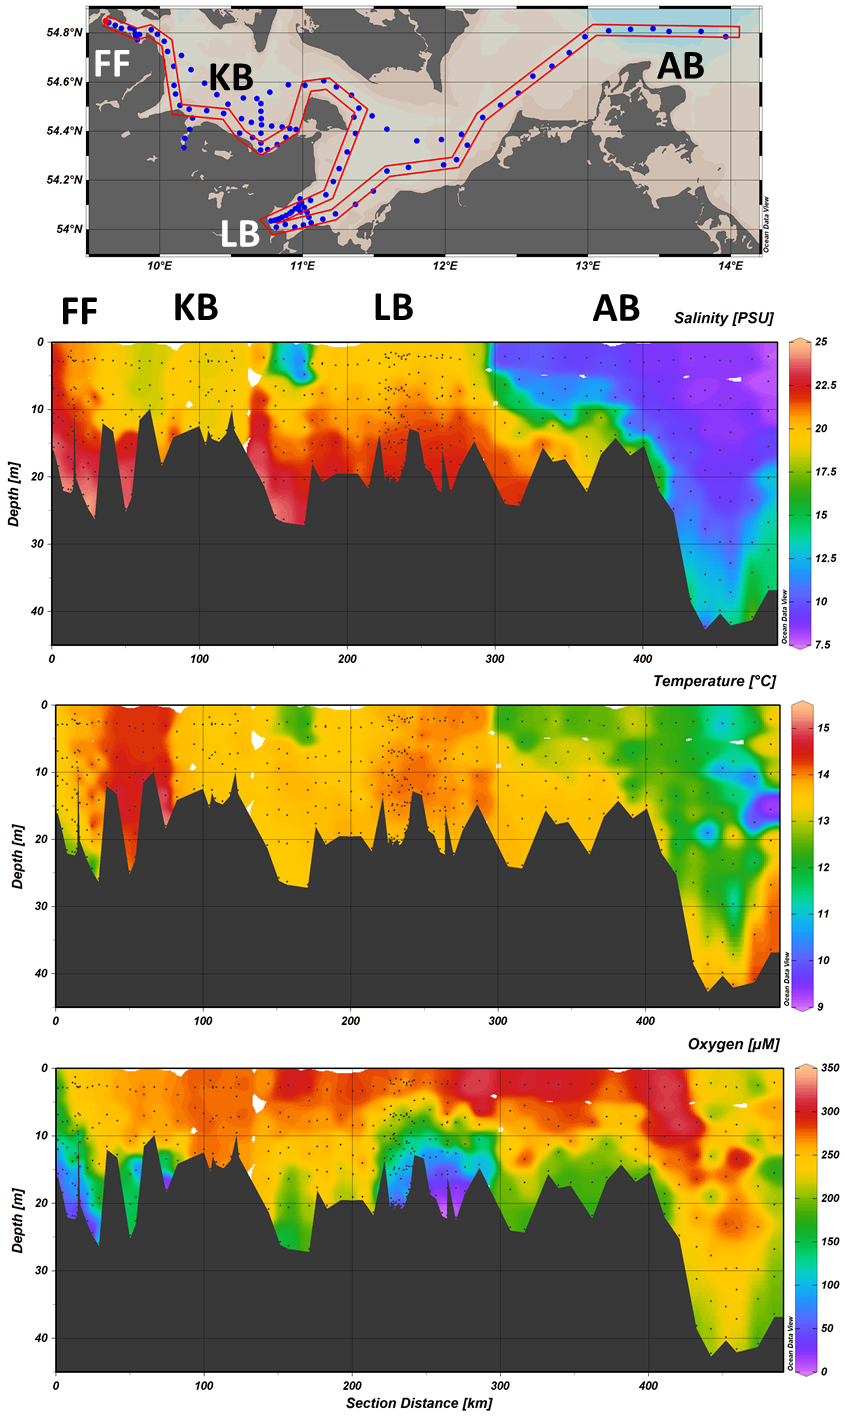 54.8°N
54.6°N
54.4°N
54.2°N
54°N
FF
KB
AB
LB
Ocean Data View
10°E
11°E
12°E
13°E
14°E
FF
KB
LB
AB
Salinity [PSU]
0
10
20
30
40
Depth [m]
0
100
200
300
400
Ocean Data View
25
22.5
20
17.5
15
12.5
10
7.5
Temperature [°C]
0
10
20
30
40
Depth [m]
0
100
200
300
400
Ocean Data View
15
14
13
12
11
10
9
Oxygen [µM]
0
10
20
30
40
Depth [m]
0
100
200
300
400
Section Distance [km]
Ocean Data View
350
300
250
200
150
100
50
0